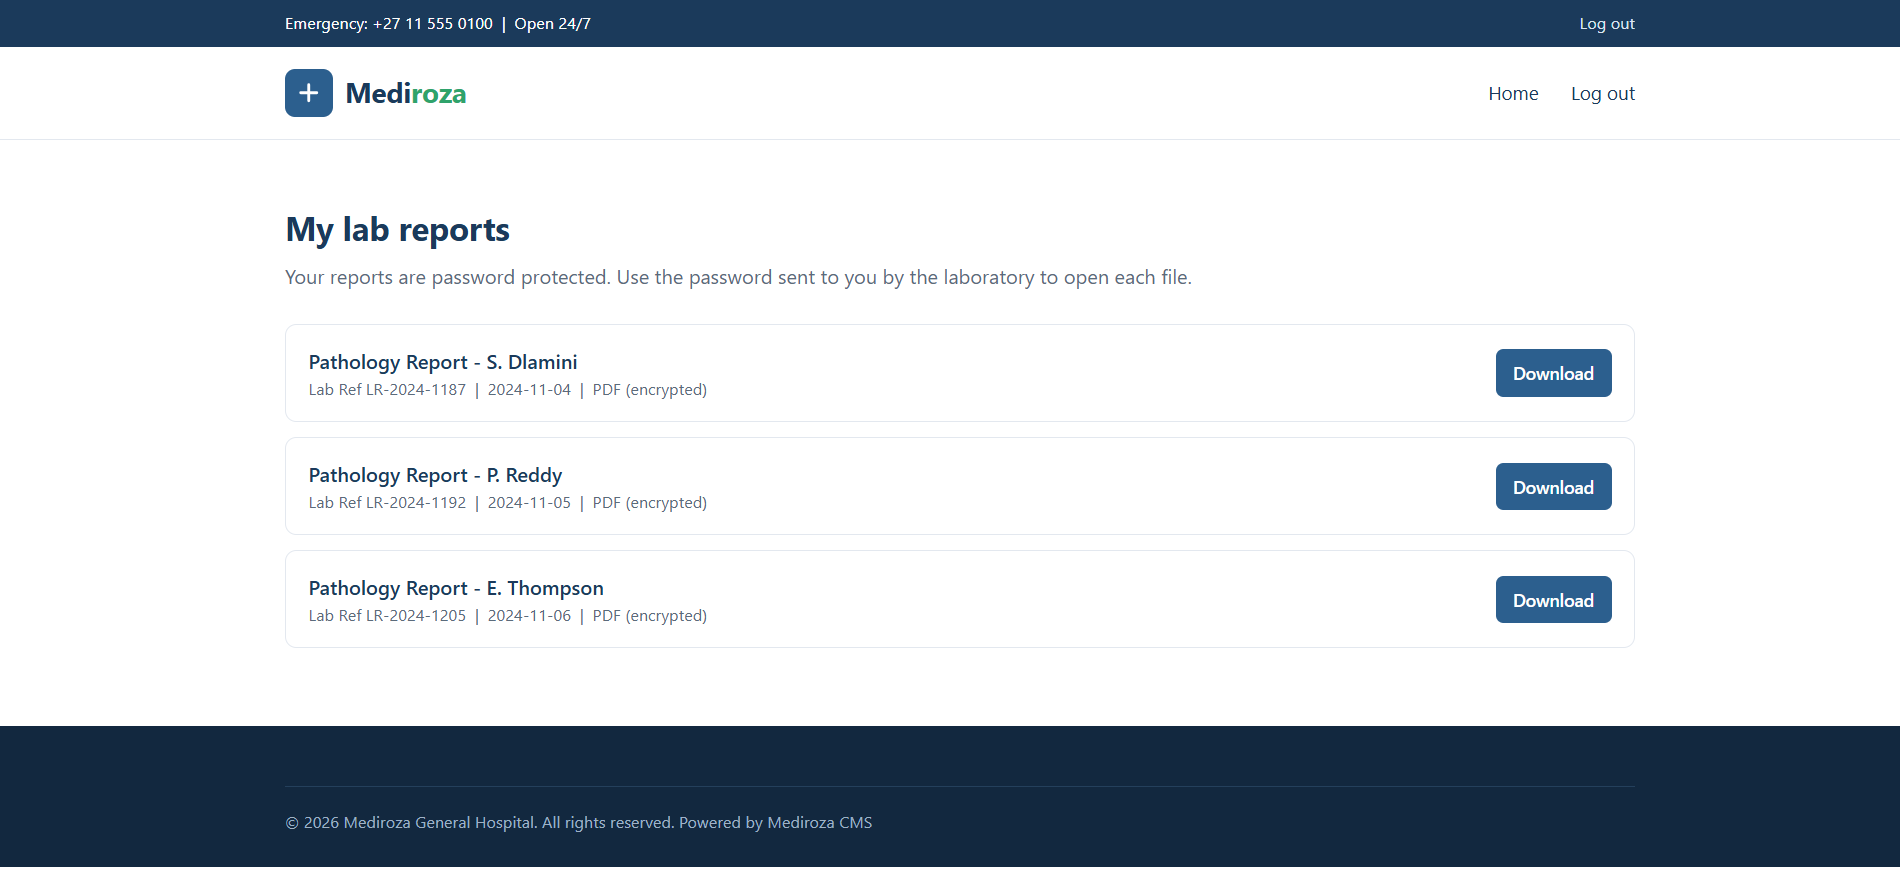 Emergency: +27 11 555 0100 | Open 24/7
Log out
Mediroza
Home
Log out
My lab reports
Your reports are password protected. Use the password sent to you by the laboratory to open each file.
Pathology Report - S. Dlamini
Lab Ref LR-2024-1187 | 2024-11-04 | PDF (encrypted)
Download
Pathology Report - P. Reddy
Lab Ref LR-2024-1192 | 2024-11-05 | PDF (encrypted)
Download
Pathology Report - E. Thompson
Lab Ref LR-2024-1205 | 2024-11-06 | PDF (encrypted)
Download
© 2026 Mediroza General Hospital. All rights reserved. Powered by Mediroza CMS